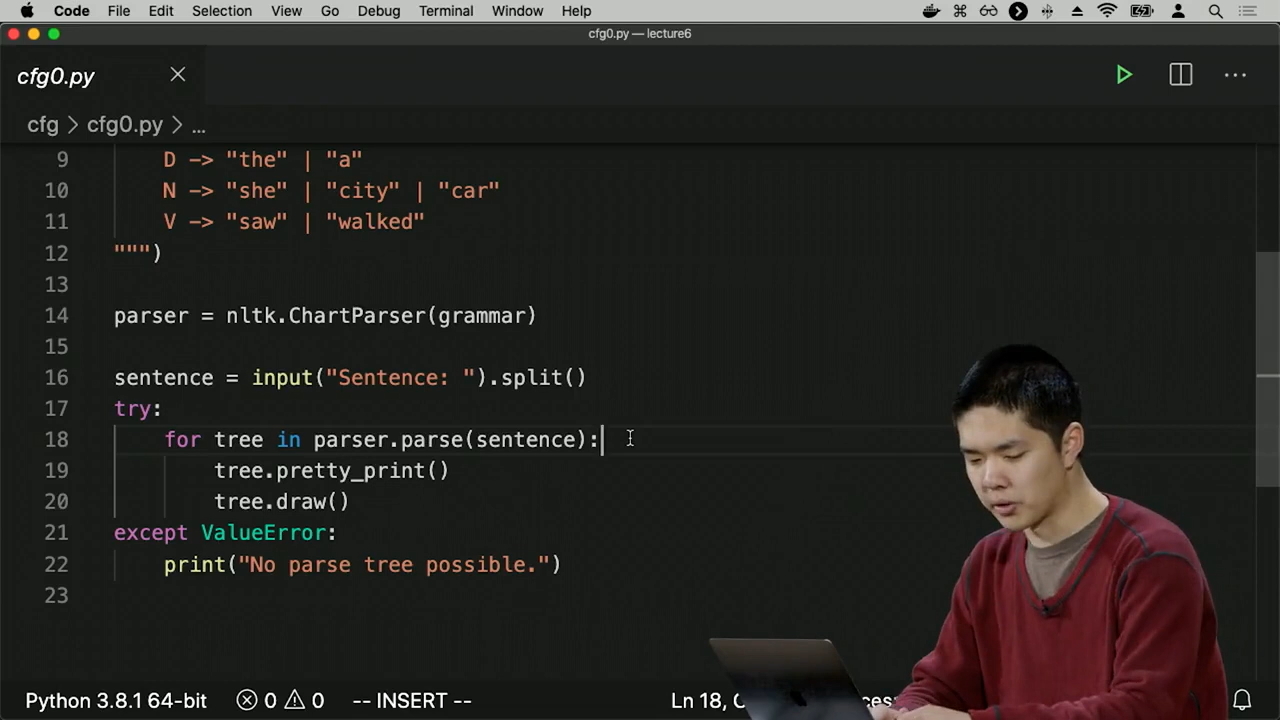 Code File Edit Selection View Go Debug Terminal Window Help
cfg0.py — lecture6
cfg0.py
cfg > cfg0.py > ...
9 D -> "the" | "a"
10 N -> "she" | "city" | "car"
11 V -> "saw" | "walked"
12 """)
13
14 parser = nltk.ChartParser(grammar)
15
16 sentence = input("Sentence: ").split()
17 try:
18 for tree in parser.parse(sentence):
19 tree.pretty_print()
20 tree.draw()
21 except ValueError:
22 print("No parse tree possible.")
23
Python 3.8.1 64-bit 0 0 -- INSERT -- Ln 18,